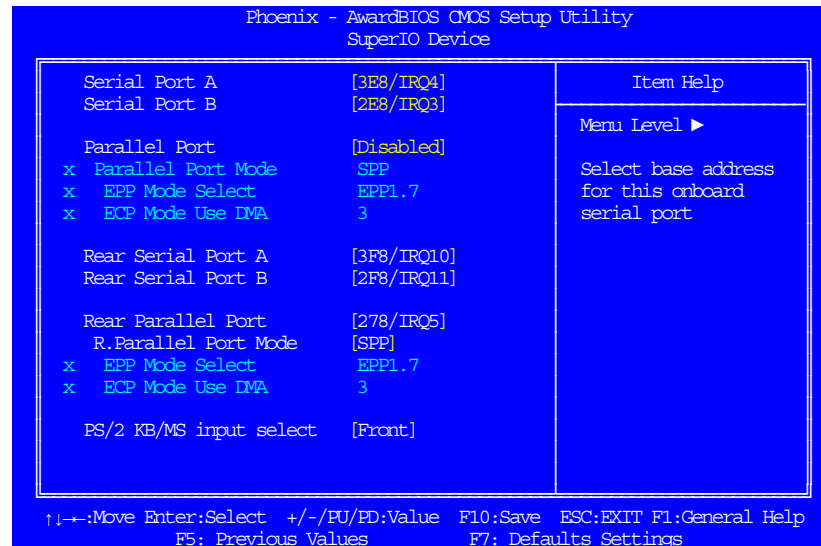 Phoenix - AwardBIOS CMOS Setup Utility
SuperIO Device
Serial Port A [3E8/IRQ4]
Serial Port B [2E8/IRQ3]
Parallel Port [Disabled]
x Parallel Port Mode SPP
x EPP Mode Select EPP1.7
x ECP Mode Use DMA 3
Rear Serial Port A [3F8/IRQ10]
Rear Serial Port B [2F8/IRQ11]
Rear Parallel Port [278/IRQ5]
R.Parallel Port Mode [SPP]
x EPP Mode Select EPP1.7
x ECP Mode Use DMA 3
PS/2 KB/MS input select [Front]
Item Help
Menu Level ►
Select base address
for this onboard
serial port
↑↓→←:Move Enter:Select +/-/PU/PD:Value F10:Save ESC:EXIT F1:General Help
F5: Previous Values F7: Defaults Settings